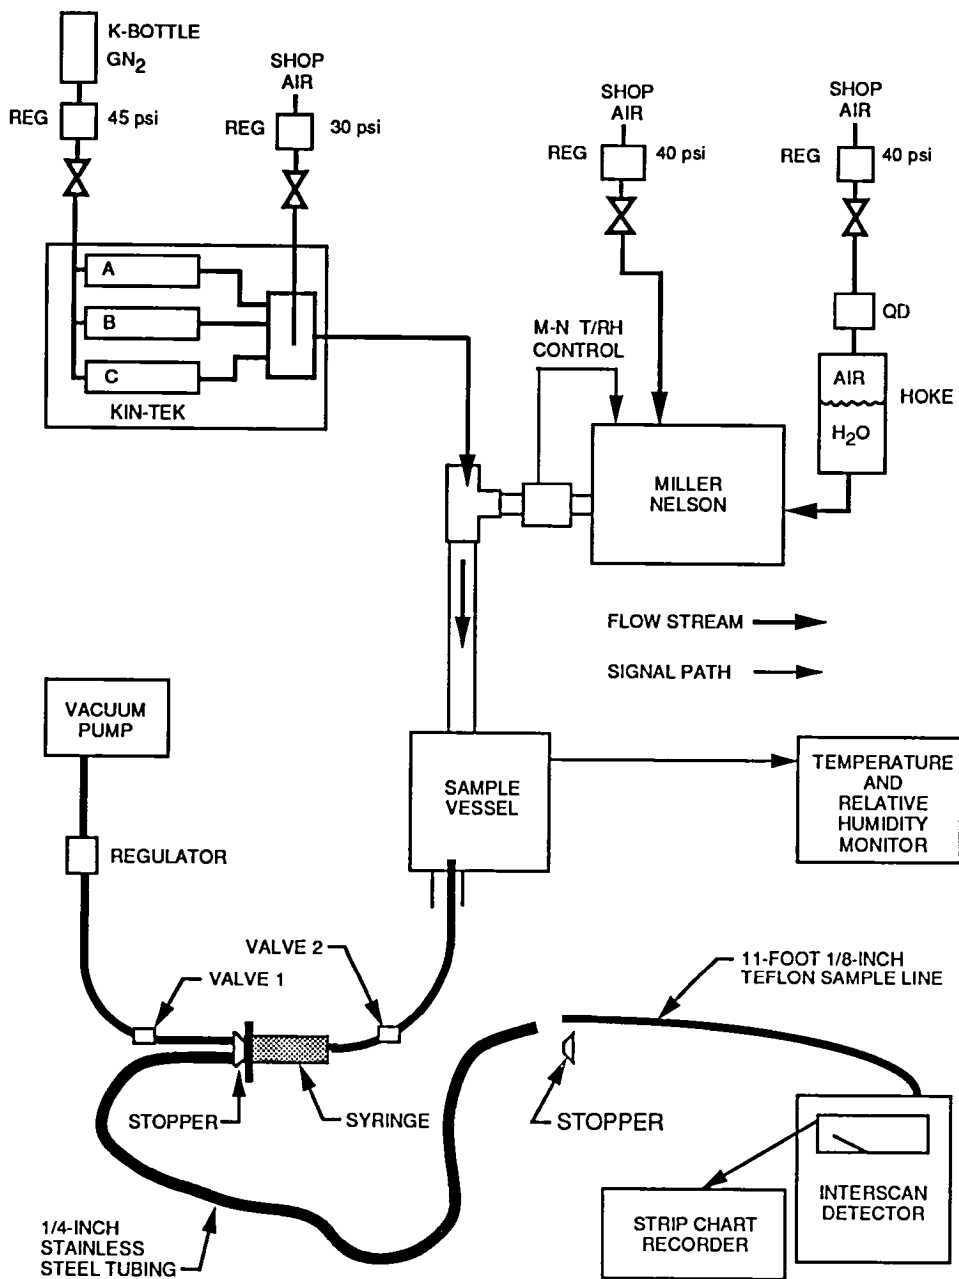 K-BOTTLE
GN2
SHOP
AIR
REG
45 psi
REG
30 psi
SHOP
AIR
REG
40 psi
SHOP
AIR
REG
40 psi
A
B
C
KIN-TEK
M-N T/RH
CONTROL
QD
AIR
H2O
HOKE
MILLER
NELSON
FLOW STREAM
SIGNAL PATH
VACUUM
PUMP
SAMPLE
VESSEL
TEMPERATURE
AND
RELATIVE
HUMIDITY
MONITOR
REGULATOR
VALVE 2
VALVE 1
11-FOOT 1/8-INCH
TEFLON SAMPLE LINE
STOPPER
SYRINGE
STOPPER
1/4-INCH
STAINLESS
STEEL TUBING
STRIP CHART
RECORDER
INTERSCAN
DETECTOR